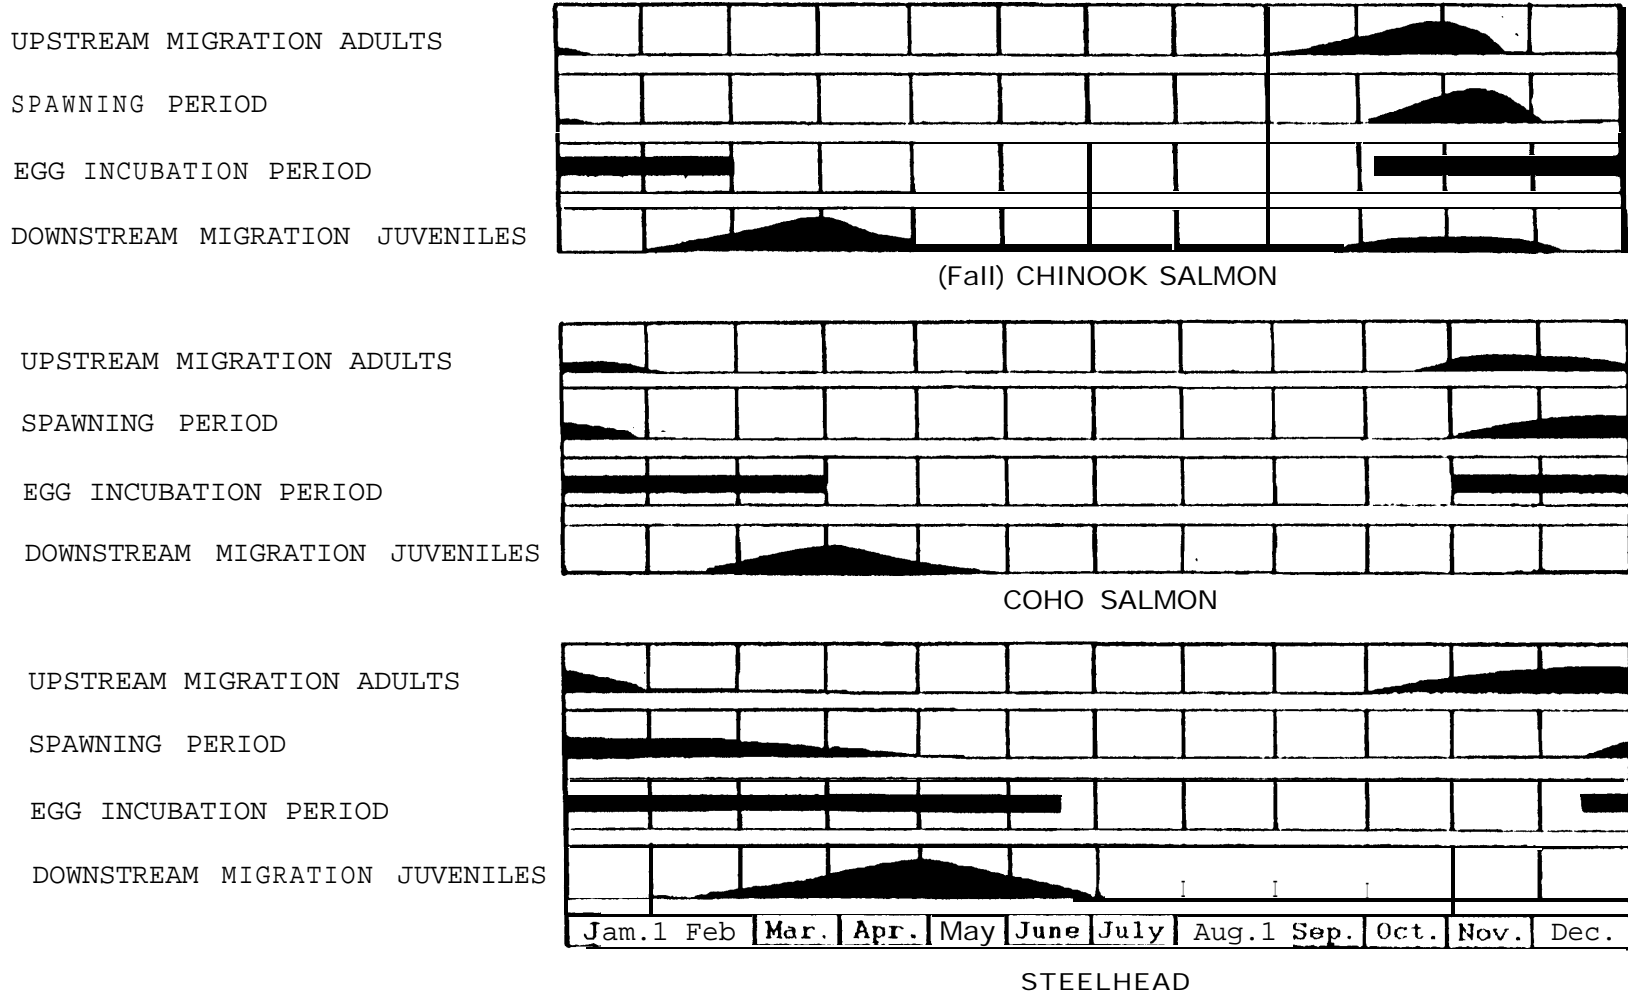 UPSTREAM MIGRATION ADULTS
SPAWNING PERIOD
EGG INCUBATION PERIOD
DOWNSTREAM MIGRATION JUVENILES
(Fall) CHINOOK SALMON
UPSTREAM MIGRATION ADULTS
SPAWNING PERIOD
EGG INCUBATION PERIOD
DOWNSTREAM MIGRATION JUVENILES
COHO SALMON
UPSTREAM MIGRATION ADULTS
SPAWNING PERIOD
EGG INCUBATION PERIOD
DOWNSTREAM MIGRATION JUVENILES
Jam.1 Feb Mar. Apr. May June July Aug.1 Sep. Oct. Nov. Dec.
STEELHEAD